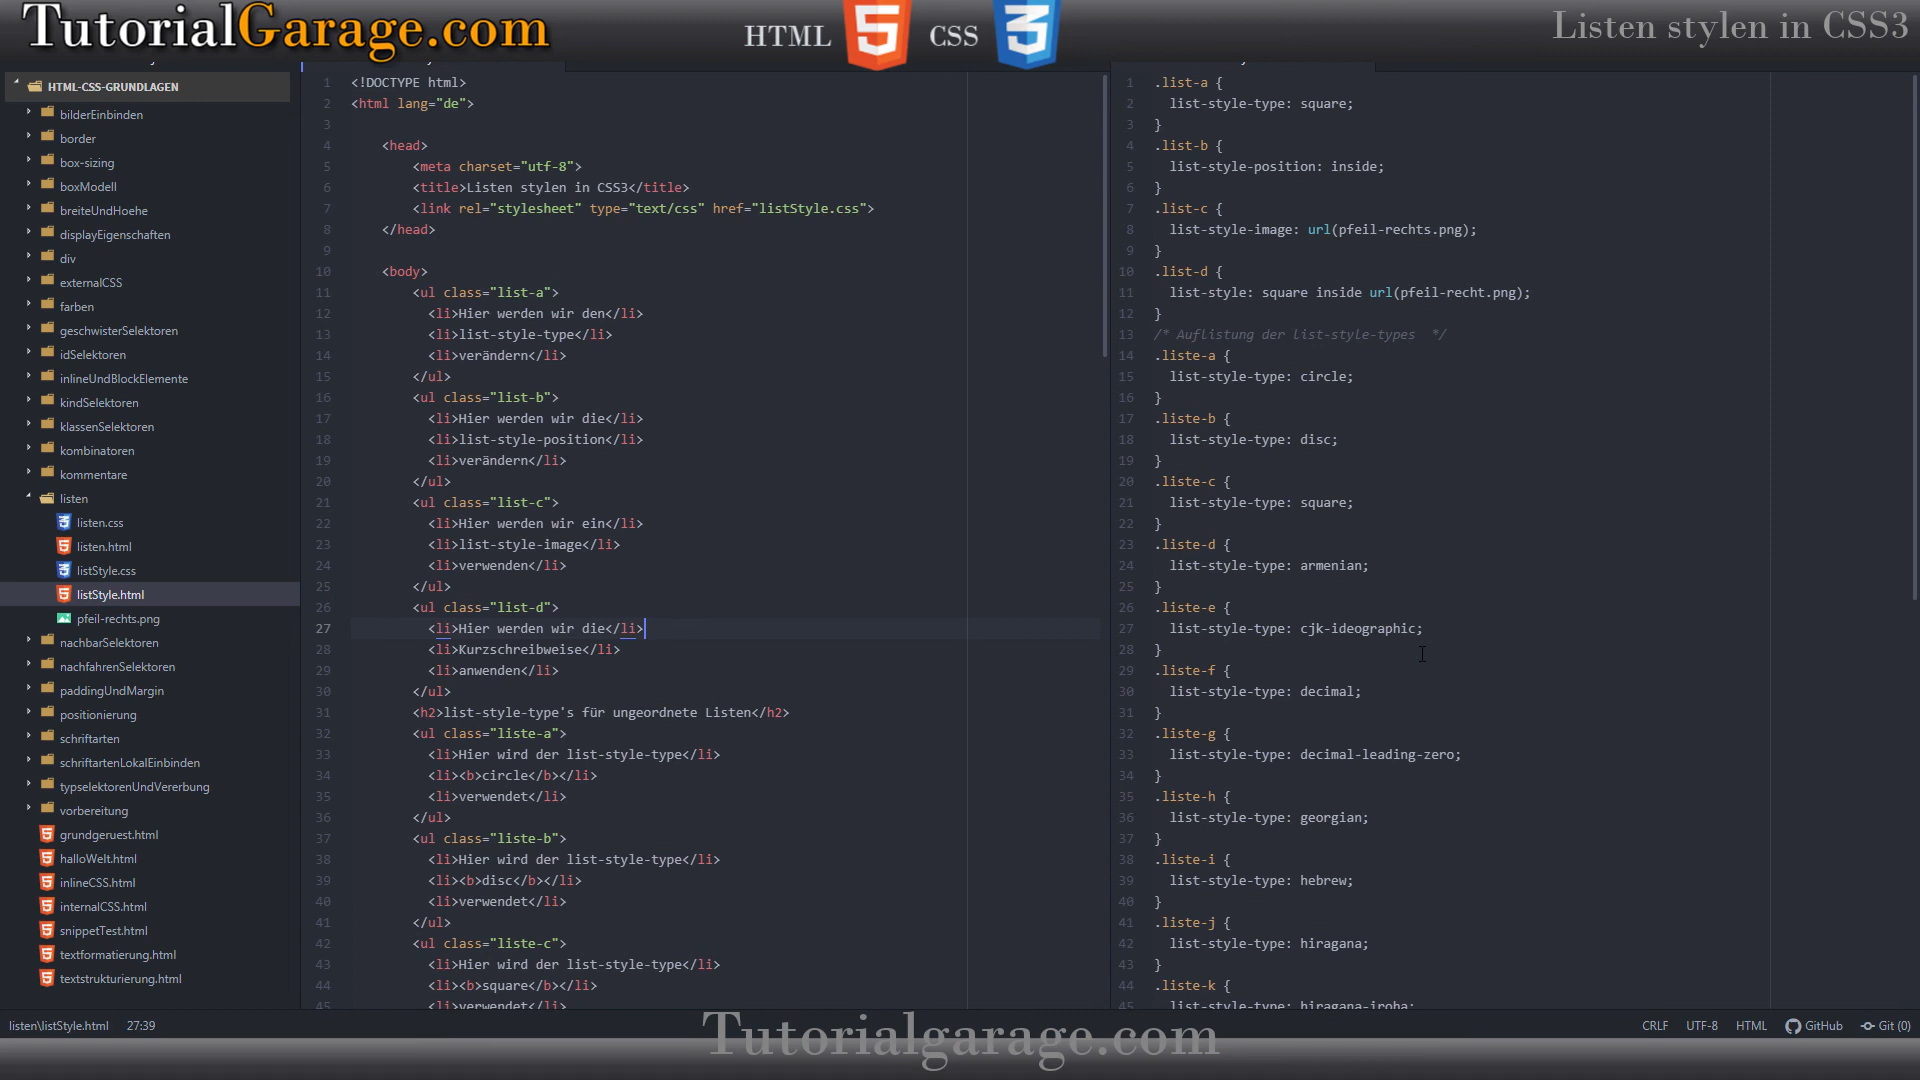 TutorialGarage.com
HTML
CSS
Listen stylen in CSS3
HTML-CSS-GRUNDLAGEN
bilderEinbinden
border
box-sizing
boxModell
breiteUndHoehe
displayEigenschaften
div
externalCSS
farben
geschwisterSelektoren
idSelektoren
inlineUndBlockElemente
kindSelektoren
klassenSelektoren
kombinatoren
kommentare
listen
listen.css
listen.html
listStyle.css
listStyle.html
pfeil-rechts.png
nachbarSelektoren
nachfahrenSelektoren
paddingUndMargin
positionierung
schriftarten
schriftartenLokalEinbinden
typselektorenUndVererbung
vorbereitung
grundgeruest.html
halloWelt.html
inlineCSS.html
internalCSS.html
snippetTest.html
textformatierung.html
textstrukturierung.html
1 <!DOCTYPE html>
2 <html lang="de">
3
4 <head>
5 <meta charset="utf-8">
6 <title>Listen stylen in CSS3</title>
7 <link rel="stylesheet" type="text/css" href="listStyle.css">
8 </head>
9
10 <body>
11 <ul class="list-a">
12 <li>Hier werden wir den</li>
13 <li>list-style-type</li>
14 <li>verändern</li>
15 </ul>
16 <ul class="list-b">
17 <li>Hier werden wir die</li>
18 <li>list-style-position</li>
19 <li>verändern</li>
20 </ul>
21 <ul class="list-c">
22 <li>Hier werden wir ein</li>
23 <li>list-style-image</li>
24 <li>verwenden</li>
25 </ul>
26 <ul class="list-d">
27 <li>Hier werden wir die</li>
28 <li>Kurzschreibweise</li>
29 <li>anwenden</li>
30 </ul>
31 <h2>list-style-type's für ungeordnete Listen</h2>
32 <ul class="liste-a">
33 <li>Hier wird der list-style-type</li>
34 <li><b>circle</b></li>
35 <li>verwendet</li>
36 </ul>
37 <ul class="liste-b">
38 <li>Hier wird der list-style-type</li>
39 <li><b>disc</b></li>
40 <li>verwendet</li>
41 </ul>
42 <ul class="liste-c">
43 <li>Hier wird der list-style-type</li>
44 <li><b>square</b></li>
45 <li>verwendet</li>
1 .list-a {
2 list-style-type: square;
3 }
4 .list-b {
5 list-style-position: inside;
6 }
7 .list-c {
8 list-style-image: url(pfeil-rechts.png);
9 }
10 .list-d {
11 list-style: square inside url(pfeil-recht.png);
12 }
13 /* Auflistung der list-style-types */
14 .liste-a {
15 list-style-type: circle;
16 }
17 .liste-b {
18 list-style-type: disc;
19 }
20 .liste-c {
21 list-style-type: square;
22 }
23 .liste-d {
24 list-style-type: armenian;
25 }
26 .liste-e {
27 list-style-type: cjk-ideographic;
28 }
29 .liste-f {
30 list-style-type: decimal;
31 }
32 .liste-g {
33 list-style-type: decimal-leading-zero;
34 }
35 .liste-h {
36 list-style-type: georgian;
37 }
38 .liste-i {
39 list-style-type: hebrew;
40 }
41 .liste-j {
42 list-style-type: hiragana;
43 }
44 .liste-k {
45 list-style-type: hiragana-iroha;
listen\listStyle.html 27:39
CRLF UTF-8 HTML GitHub Git (0)
Tutorialgarage.com